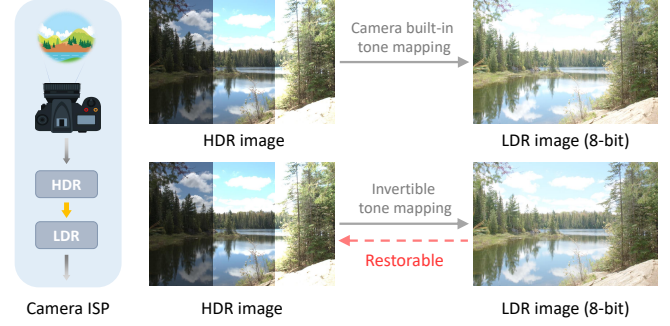 HDR
LDR
Camera ISP
Camera built-in
tone mapping
HDR image
LDR image (8-bit)
Invertible
tone mapping
Restorable
HDR image
LDR image (8-bit)